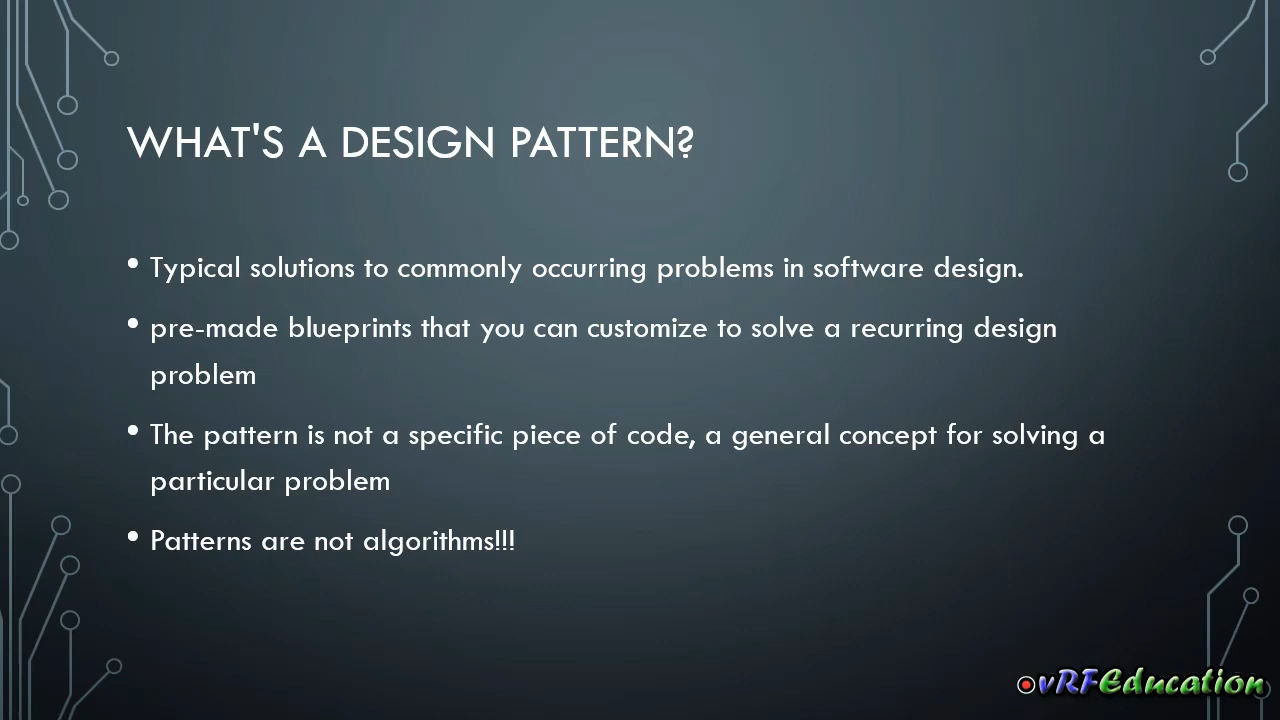 WHAT'S A DESIGN PATTERN?
• Typical solutions to commonly occurring problems in software design.
• pre-made blueprints that you can customize to solve a recurring design
problem
• The pattern is not a specific piece of code, a general concept for solving a
particular problem
• Patterns are not algorithms!!!
vRFEducation